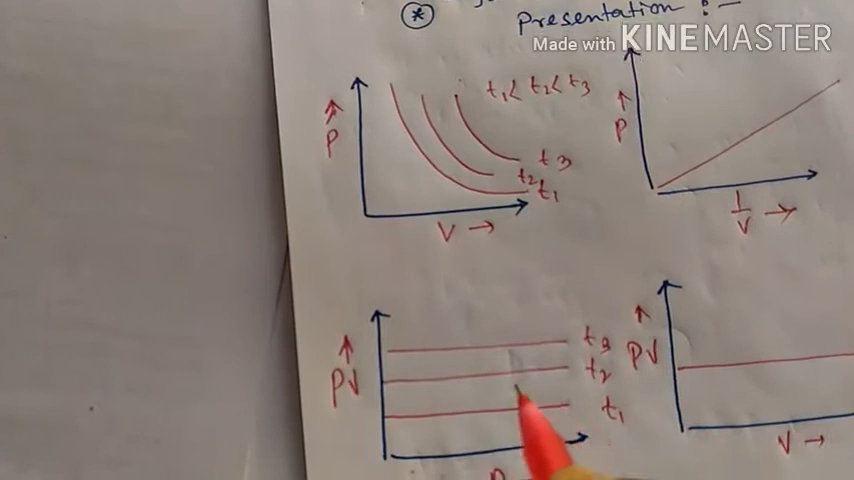 * Presentation :-
Made with KINEMASTER
t₁< t₂< t₃
↑
P
t₃
t₂
t₁
V →
↑
P
1/V →
↑
PV
t₃
t₂
t₁
↑
PV
V →